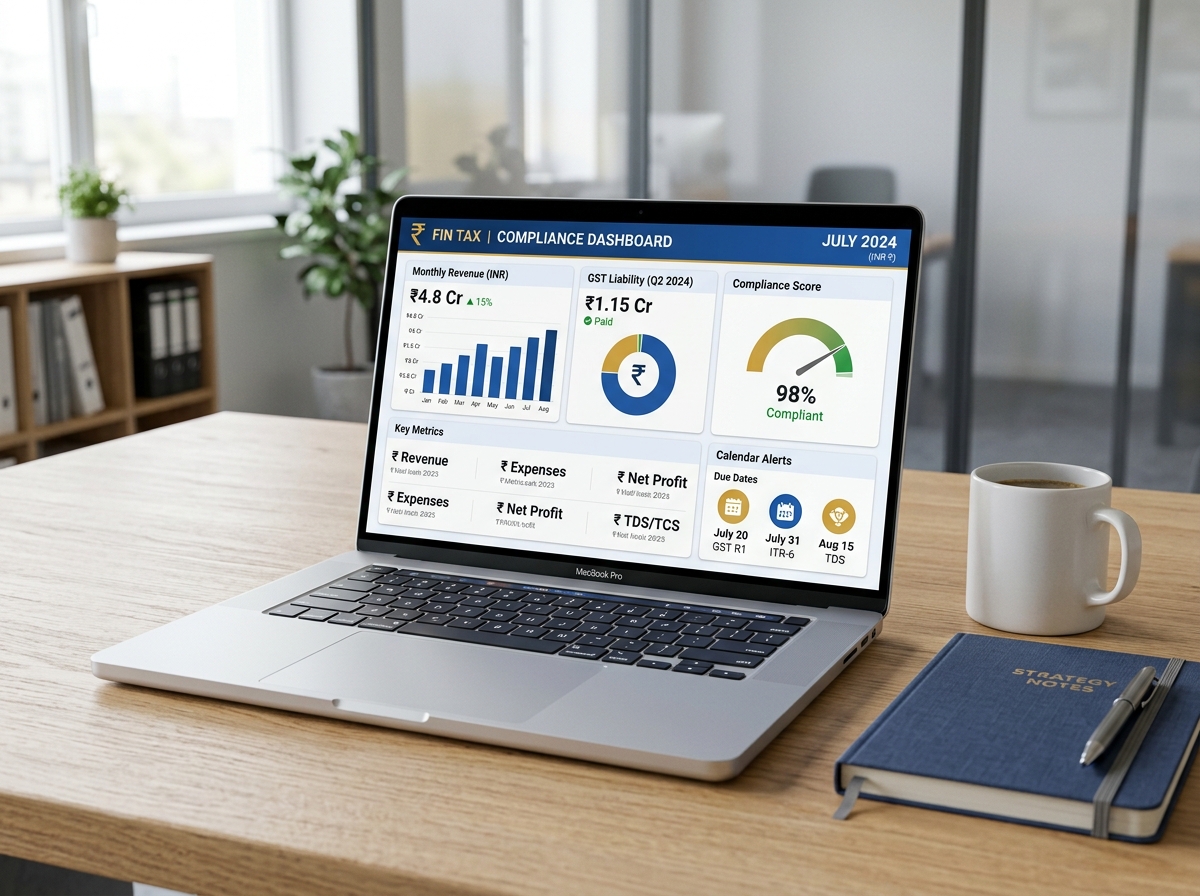 ₹ FIN TAX | COMPLIANCE DASHBOARD
JULY 2024
(INR ₹)
Monthly Revenue (INR)
₹4.8 Cr ▲ 15%
Jan Feb Mar Apr May Jun Jul Aug
GST Liability (Q2 2024)
₹1.15 Cr
Paid
₹
Compliance Score
98%
Compliant
Key Metrics
₹ Revenue
₹ Expenses
₹ Net Profit
₹ Expenses
₹ Net Profit
₹ TDS/TCS
Calendar Alerts
Due Dates
July 20
GST R1
July 31
ITR-6
Aug 15
TDS
MacBook Pro
STRATEGY
NOTES